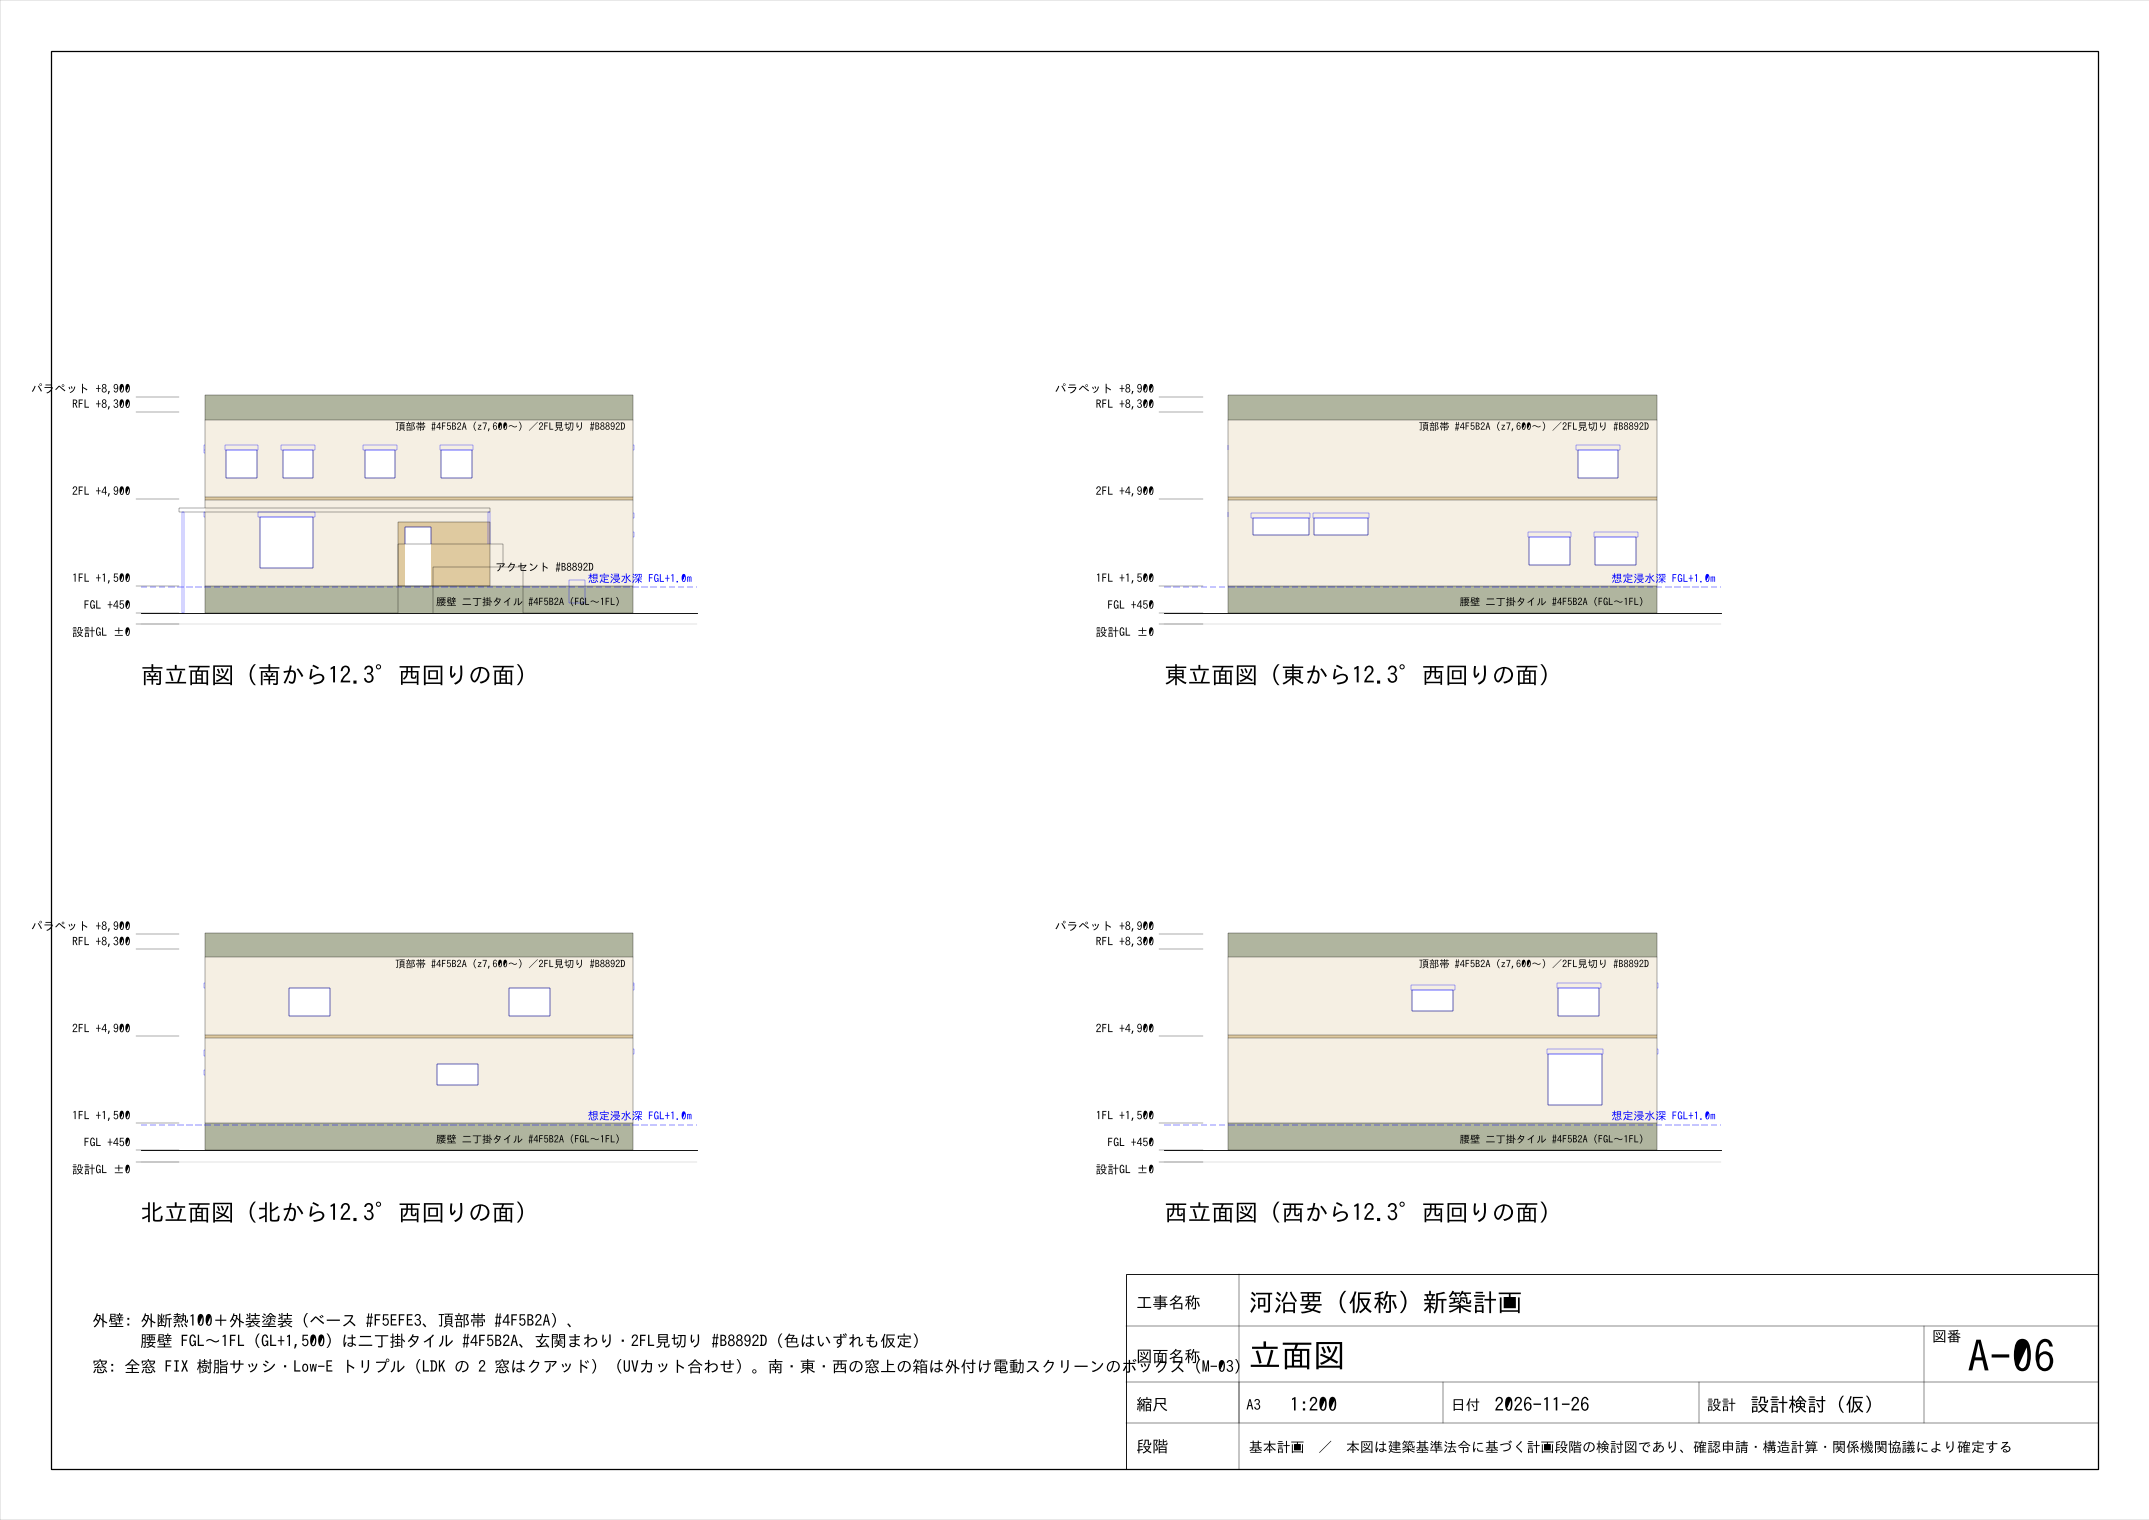 パラペット +8,900
RFL +8,300
頂部帯 #4F5B2A（z7,600～）／2FL見切り #B8892D
2FL +4,900
アクセント #B8892D
1FL +1,500
想定浸水深 FGL+1.0m
FGL +450
腰壁 二丁掛タイル #4F5B2A（FGL～1FL）
設計GL ±0
南立面図（南から12.3°西回りの面）
パラペット +8,900
RFL +8,300
頂部帯 #4F5B2A（z7,600～）／2FL見切り #B8892D
2FL +4,900
1FL +1,500
想定浸水深 FGL+1.0m
FGL +450
腰壁 二丁掛タイル #4F5B2A（FGL～1FL）
設計GL ±0
東立面図（東から12.3°西回りの面）
パラペット +8,900
RFL +8,300
頂部帯 #4F5B2A（z7,600～）／2FL見切り #B8892D
2FL +4,900
1FL +1,500
想定浸水深 FGL+1.0m
FGL +450
腰壁 二丁掛タイル #4F5B2A（FGL～1FL）
設計GL ±0
北立面図（北から12.3°西回りの面）
パラペット +8,900
RFL +8,300
頂部帯 #4F5B2A（z7,600～）／2FL見切り #B8892D
2FL +4,900
1FL +1,500
想定浸水深 FGL+1.0m
FGL +450
腰壁 二丁掛タイル #4F5B2A（FGL～1FL）
設計GL ±0
西立面図（西から12.3°西回りの面）
外壁: 外断熱100＋外装塗装（ベース #F5EFE3、頂部帯 #4F5B2A）、
腰壁 FGL～1FL（GL+1,500）は二丁掛タイル #4F5B2A、玄関まわり・2FL見切り #B8892D（色はいずれも仮定）
窓: 全窓 FIX 樹脂サッシ・Low-E トリプル（LDK の 2 窓はクアッド）（UVカット合わせ）。南・東・西の窓上の箱は外付け電動スクリーンのボックス（M-03）
工事名称 河沿要（仮称）新築計画
図面名称 立面図
図番 A-06
縮尺 A3 1:200 日付 2026-11-26 設計 設計検討（仮）
段階 基本計画 ／ 本図は建築基準法令に基づく計画段階の検討図であり、確認申請・構造計算・関係機関協議により確定する